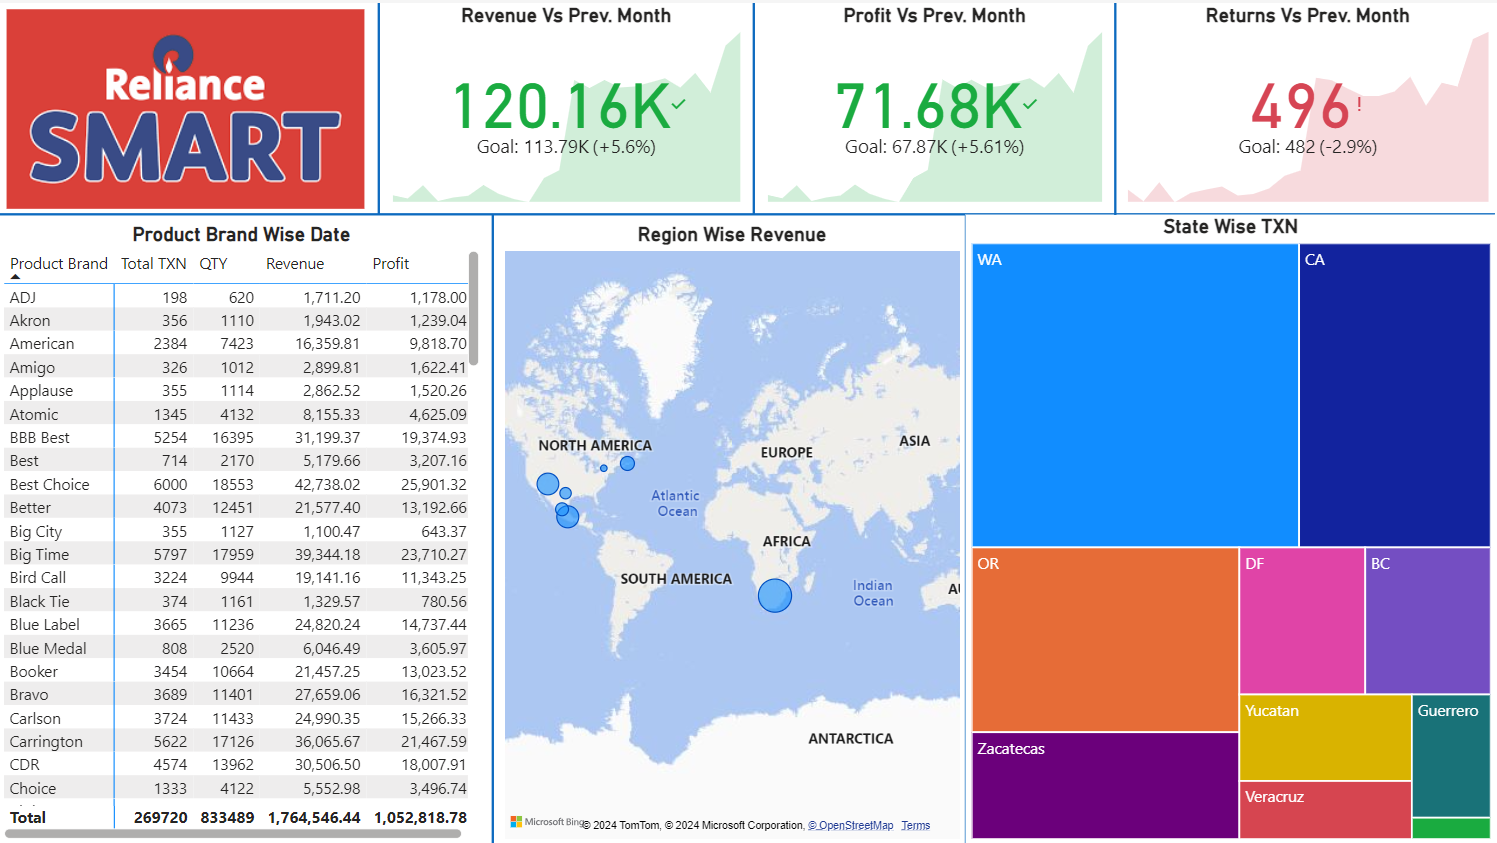 Reliance
SMART
Revenue Vs Prev. Month
120.16K
Goal: 113.79K (+5.6%)
Profit Vs Prev. Month
71.68K
Goal: 67.87K (+5.61%)
Returns Vs Prev. Month
496!
Goal: 482 (-2.9%)
Product Brand Wise Date
Product Brand Total TXN QTY Revenue Profit
ADJ 198 620 1,711.20 1,178.00
Akron 356 1110 1,943.02 1,239.04
American 2384 7423 16,359.81 9,818.70
Amigo 326 1012 2,899.81 1,622.41
Applause 355 1114 2,862.52 1,520.26
Atomic 1345 4132 8,155.33 4,625.09
BBB Best 5254 16395 31,199.37 19,374.93
Best 714 2170 5,179.66 3,207.16
Best Choice 6000 18553 42,738.02 25,901.32
Better 4073 12451 21,577.40 13,192.66
Big City 355 1127 1,100.47 643.37
Big Time 5797 17959 39,344.18 23,710.27
Bird Call 3224 9944 19,141.16 11,343.25
Black Tie 374 1161 1,329.57 780.56
Blue Label 3665 11236 24,820.24 14,737.44
Blue Medal 808 2520 6,046.49 3,605.97
Booker 3454 10664 21,457.25 13,023.52
Bravo 3689 11401 27,659.06 16,321.52
Carlson 3724 11433 24,990.35 15,266.33
Carrington 5622 17126 36,065.67 21,467.59
CDR 4574 13962 30,506.50 18,007.91
Choice 1333 4122 5,552.98 3,496.74
Total 269720 833489 1,764,546.44 1,052,818.78
Region Wise Revenue
NORTH AMERICA
EUROPE
ASIA
Atlantic
Ocean
AFRICA
SOUTH AMERICA
Indian
Ocean
AU
ANTARCTICA
Microsoft Bing
© 2024 TomTom, © 2024 Microsoft Corporation, © OpenStreetMap Terms
State Wise TXN
WA
CA
OR
DF
BC
Zacatecas
Yucatan
Guerrero
Veracruz